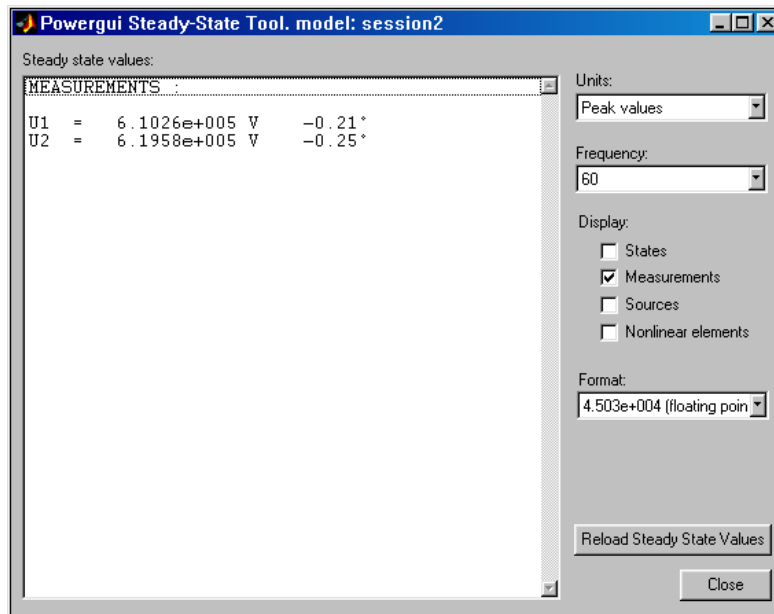 Powergui Steady-State Tool. model: session2
Steady state values:
MEASUREMENTS :
U1 = 6.1026e+005 V −0.21°
U2 = 6.1958e+005 V −0.25°
Units:
Peak values
Frequency:
60
Display:
States
Measurements
Sources
Nonlinear elements
Format:
4.503e+004 (floating poin
Reload Steady State Values
Close